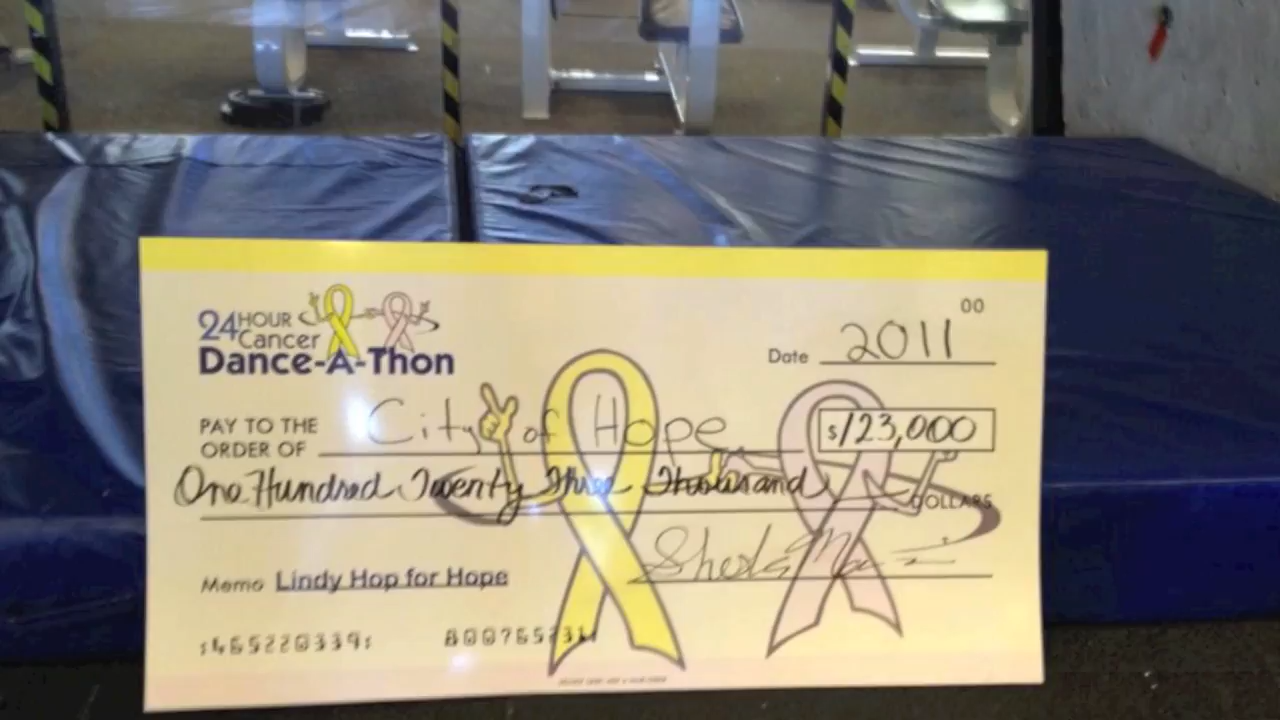 00
24 HOUR
Cancer
Dance-A-Thon
Date 2011
PAY TO THE
ORDER OF City of Hope $123,000
One Hundred Twenty Three Thousand DOLLARS
Memo Lindy Hop for Hope